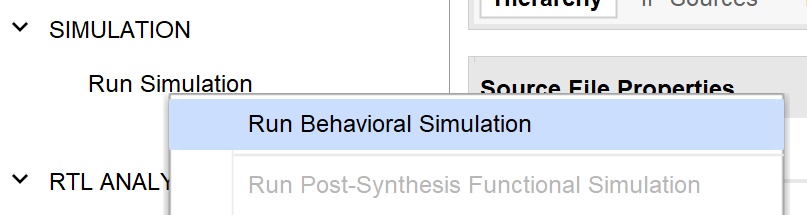 Hierarchy IP Sources
SIMULATION
Run Simulation
Source File Properties
Run Behavioral Simulation
RTL ANALY
Run Post-Synthesis Functional Simulation